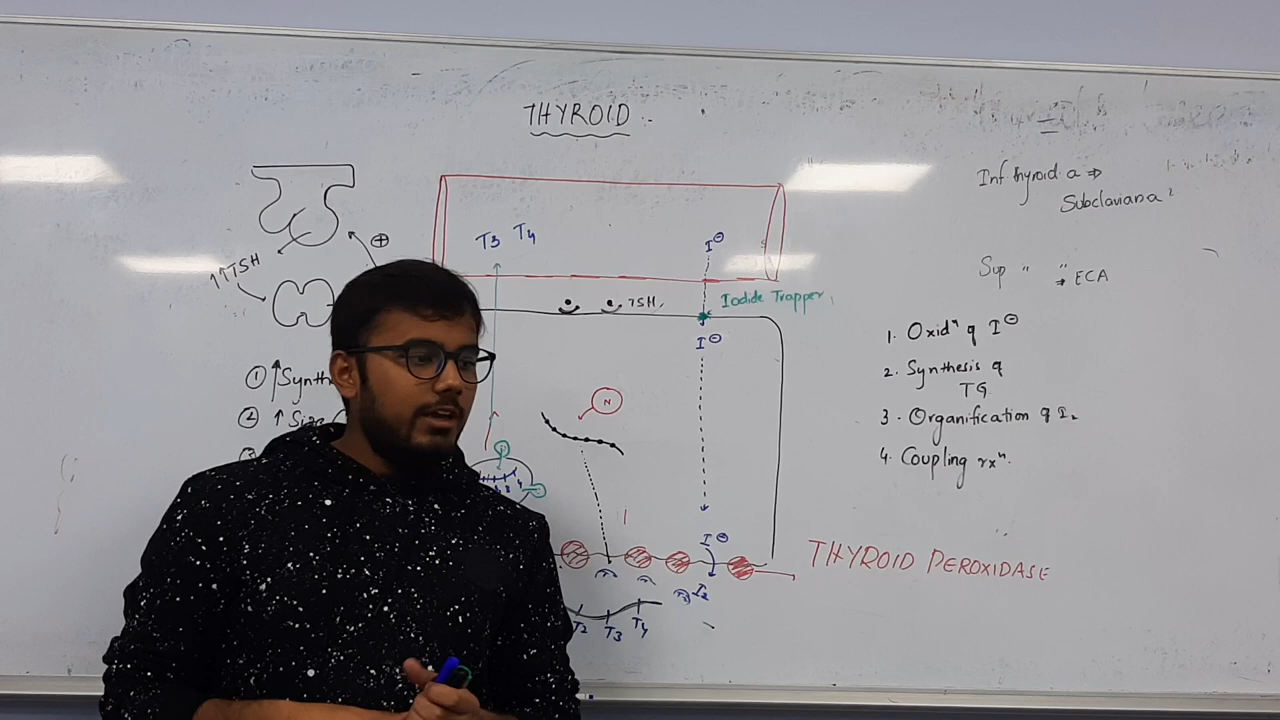 THYROID :-
Inf thyroid a ⇒
Subclavian a
↑↑TSH
⊕
T3 T4
I⊖
Sup " " ⇒ ECA
TSH
Iodide Trapper
I⊖
① ↑Synth
② ↑ Size
N
1. Oxidⁿ of I⊖
2. Synthesis of
TG
3. Organification of I2
4. Coupling rxⁿ.
I⊖
THYROID PEROXIDASE
I2
T2 T3 T4